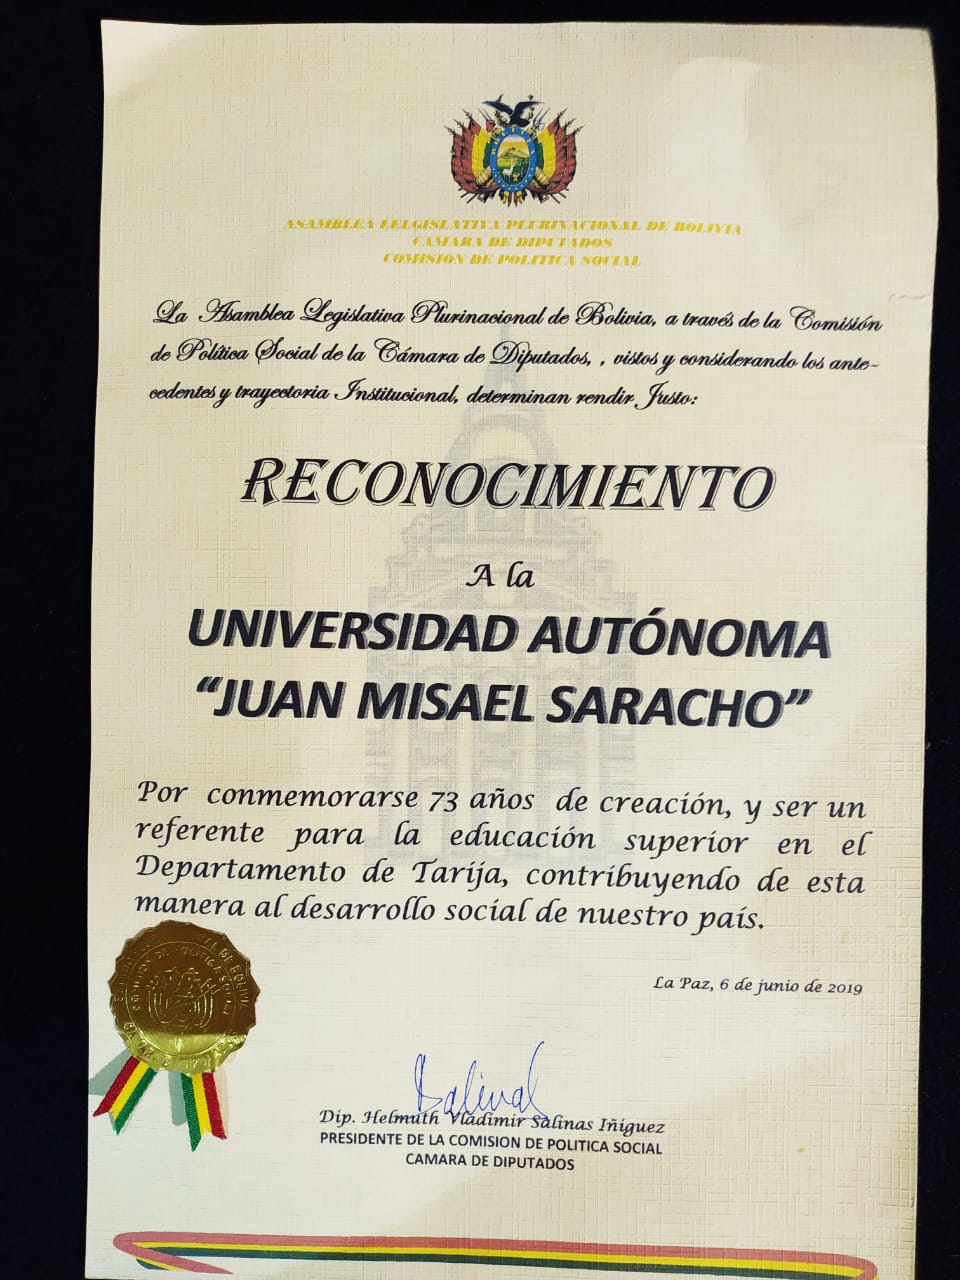 ASAMBLEA LELGISLATIVA PLURINACIONAL DE BOLIVIA
CAMARA DE DIPUTADOS
COMISIÓN DE POLITICA SOCIAL
La Asamblea Legislativa Plurinacional de Bolivia, a través de la Comisión
de Política Social de la Cámara de Diputados, , vistos y considerando los ante-
cedentes y trayectoria Institucional, determinan rendir Justo:
RECONOCIMIENTO
A la
UNIVERSIDAD AUTÓNOMA
“JUAN MISAEL SARACHO”
Por conmemorarse 73 años de creación, y ser un
referente para la educación superior en el
Departamento de Tarija, contribuyendo de esta
manera al desarrollo social de nuestro país.
La Paz, 6 de junio de 2019
Dip. Helmuth Vladimir Salinas Iñiguez
PRESIDENTE DE LA COMISION DE POLITICA SOCIAL
CAMARA DE DIPUTADOS